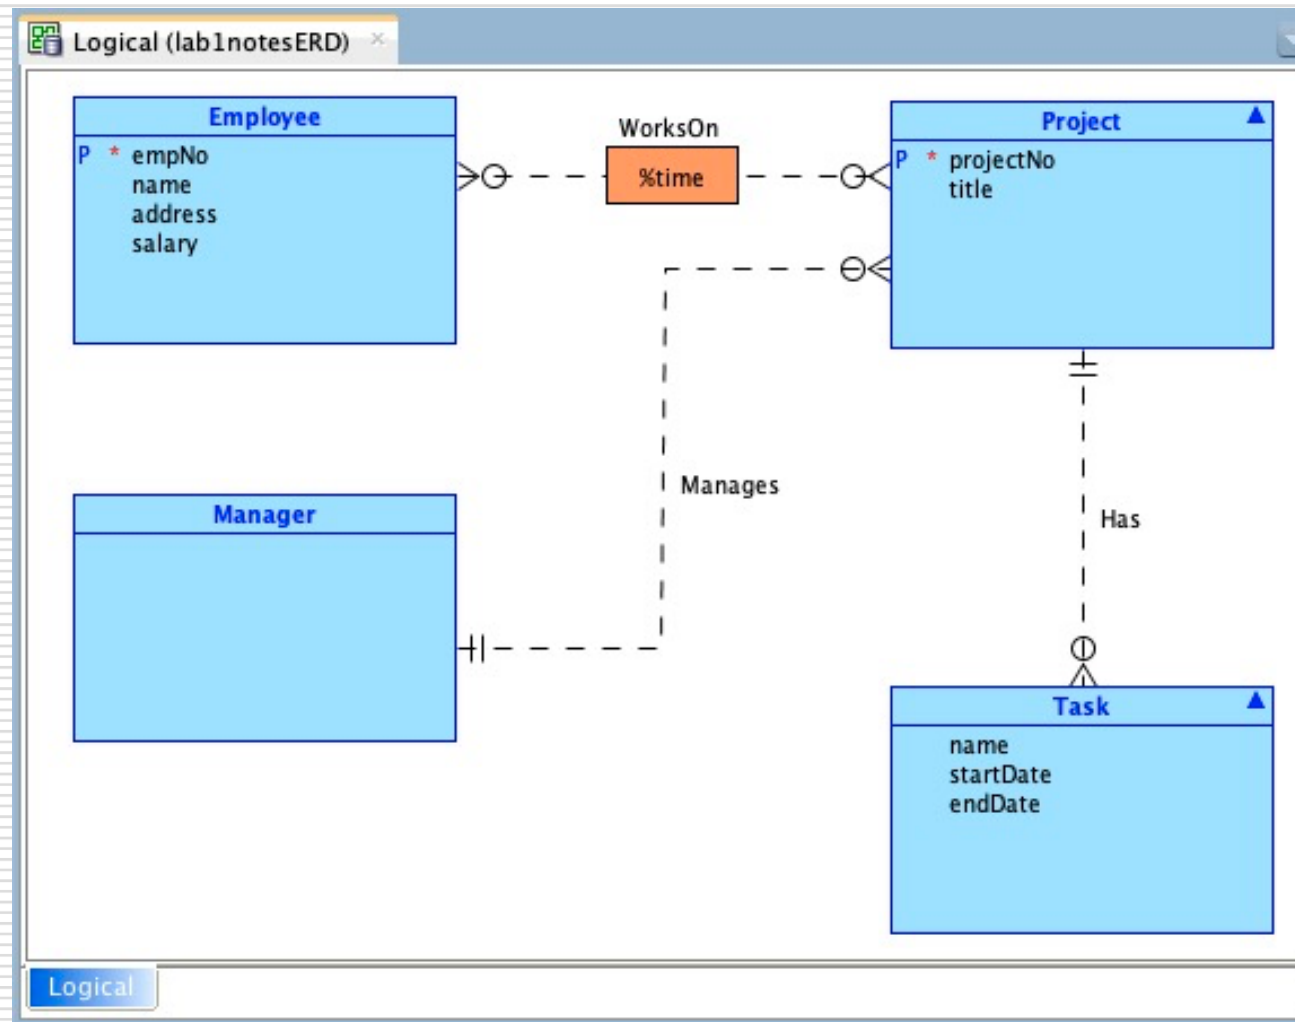 Logical (lab1notesERD)
Employee
P * empNo
name
address
salary
WorksOn
%time
Project
P * projectNo
title
Manages
Manager
Has
Task
name
startDate
endDate
Logical